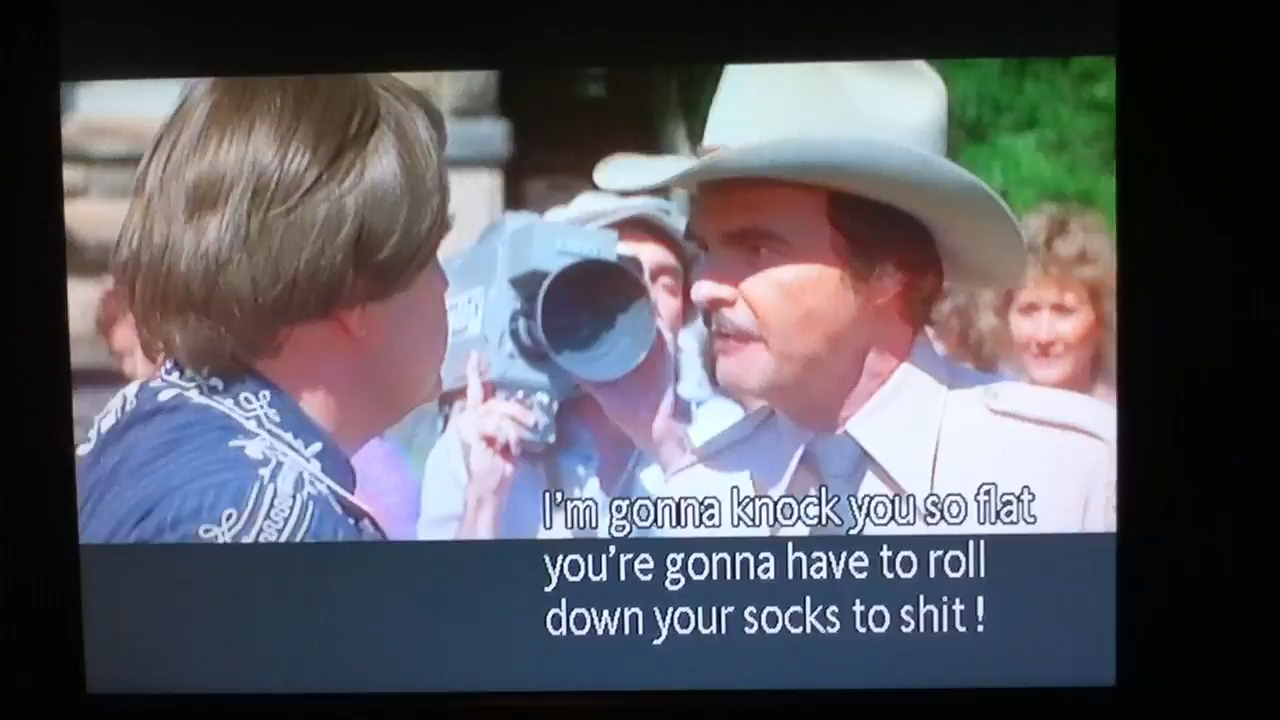 I'm gonna knock you so flat
you're gonna have to roll
down your socks to shit !